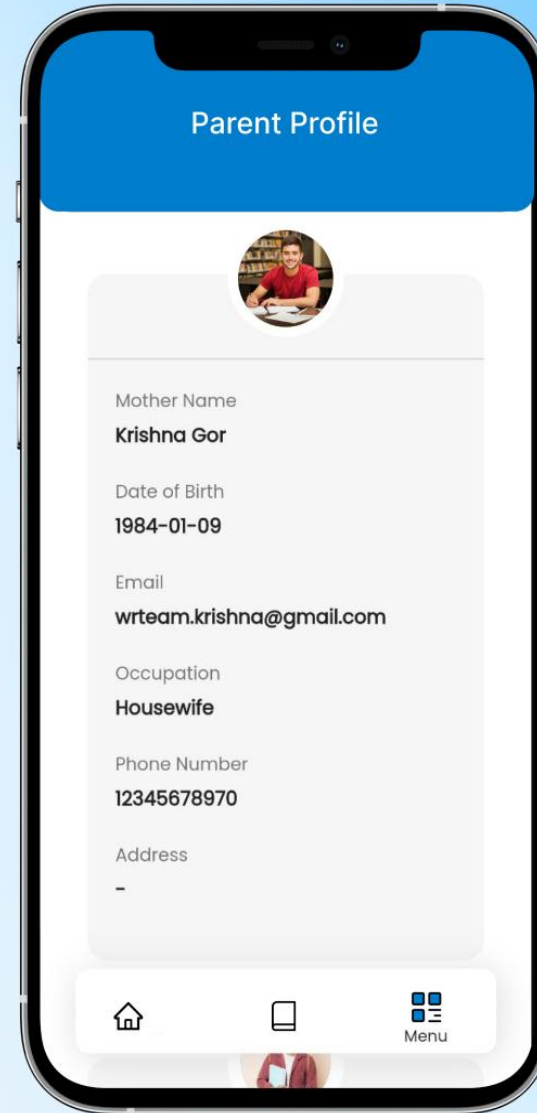 Parent Profile
Mother Name
Krishna Gor
Date of Birth
1984-01-09
Email
wrteam.krishna@gmail.com
Occupation
Housewife
Phone Number
12345678970
Address
-
Menu